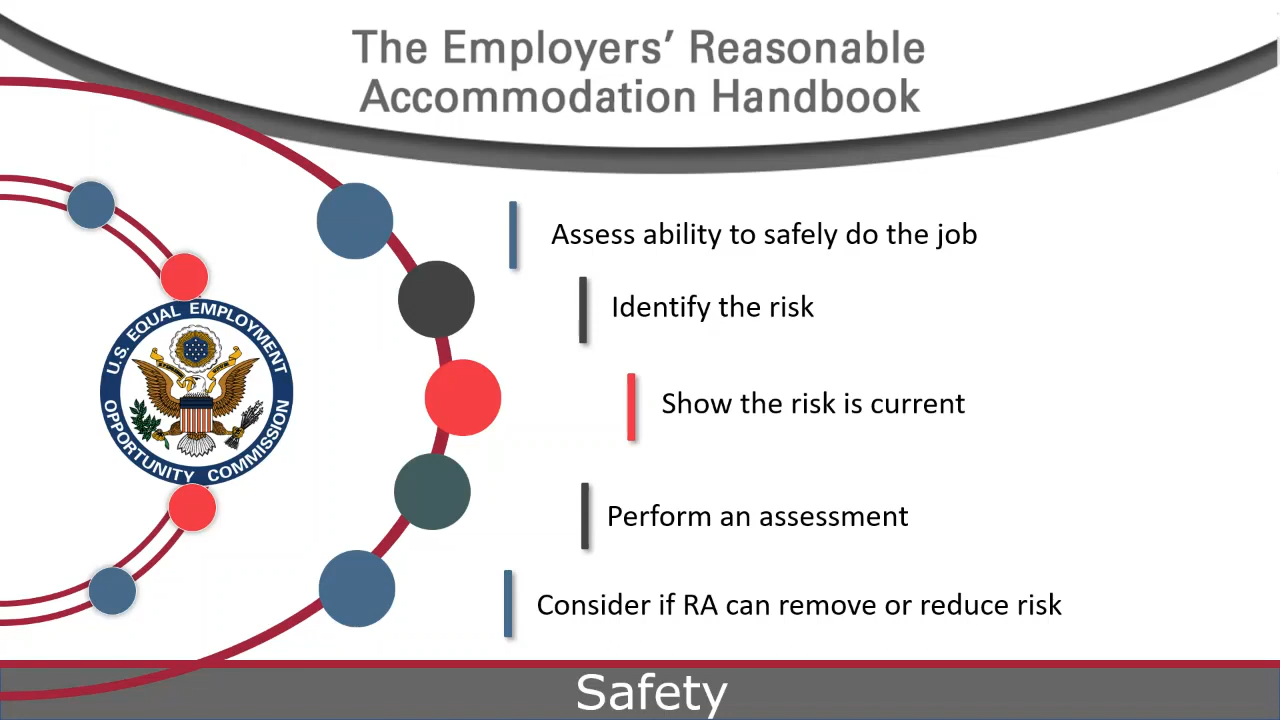 The Employers’ Reasonable
Accommodation Handbook
Assess ability to safely do the job
Identify the risk
U.S. EQUAL EMPLOYMENT
OPPORTUNITY COMMISSION
Show the risk is current
Perform an assessment
Consider if RA can remove or reduce risk
Safety